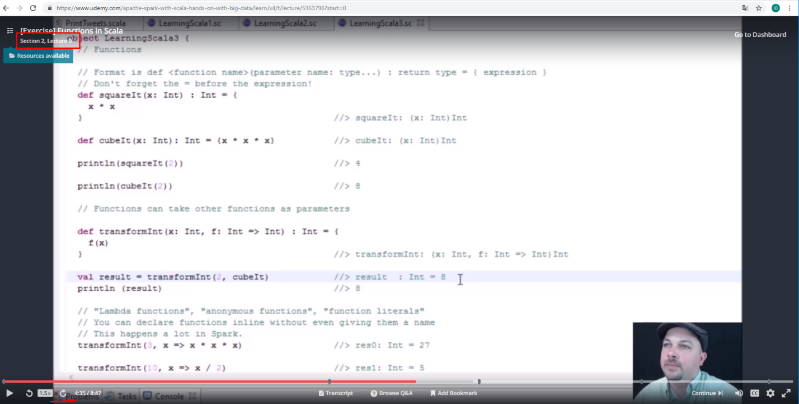 https://www.udemy.com/apache-spark-with-scala-hands-on-with-big-data/learn/v4/t/lecture/5363796?start=0
PrintTweets.scala LearningScala1.sc LearningScala2.sc LearningScala3.sc
[Exercise] Functions in Scala
Go to Dashboard
Section 2, Lecture
Resources available
object LearningScala3 {
// Functions
// Format is def <function name>(parameter name: type...) : return type = { expression }
// Don't forget the = before the expression!
def squareIt(x: Int) : Int = {
x * x
} //> squareIt: (x: Int)Int
def cubeIt(x: Int): Int = {x * x * x} //> cubeIt: (x: Int)Int
println(squareIt(2)) //> 4
println(cubeIt(2)) //> 8
// Functions can take other functions as parameters
def transformInt(x: Int, f: Int => Int) : Int = {
f(x)
} //> transformInt: (x: Int, f: Int => Int)Int
val result = transformInt(2, cubeIt) //> result : Int = 8
println (result) //> 8
// "Lambda functions", "anonymous functions", "function literals"
// You can declare functions inline without even giving them a name
// This happens a lot in Spark.
transformInt(3, x => x * x * x) //> res0: Int = 27
transformInt(10, x => x / 2) //> res1: Int = 5
1.5x 4:35 / 8:47 Transcript Browse Q&A Add Bookmark Continue CC
Problems Tasks Console